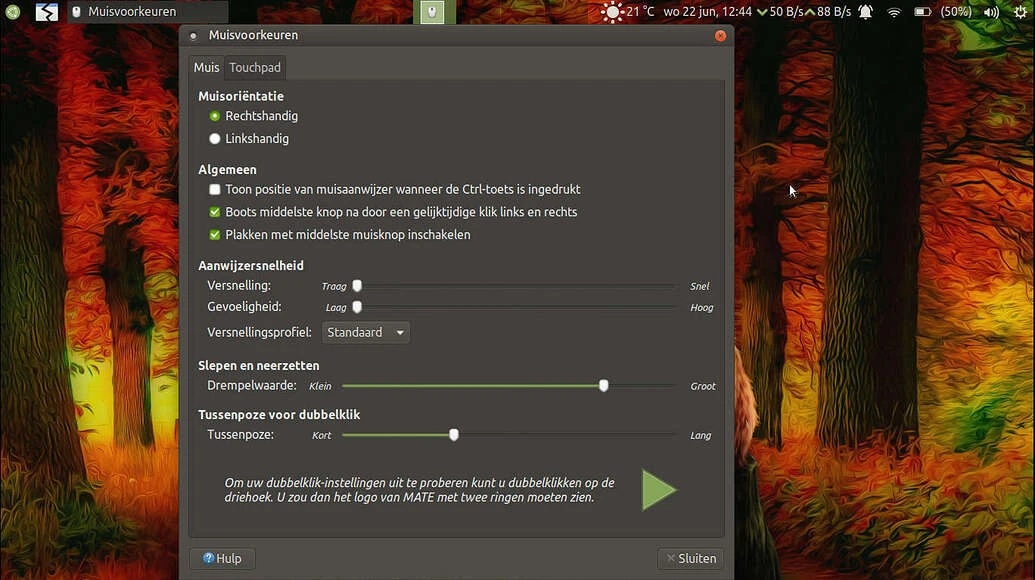 Muisvoorkeuren
21 °C wo 22 jun, 12:44 50 B/s 88 B/s (50%)
Muisvoorkeuren
Muis Touchpad
Muisoriëntatie
Rechtshandig
Linkshandig
Algemeen
Toon positie van muisaanwijzer wanneer de Ctrl-toets is ingedrukt
Boots middelste knop na door een gelijktijdige klik links en rechts
Plakken met middelste muisknop inschakelen
Aanwijzersnelheid
Versnelling: Traag Snel
Gevoeligheid: Laag Hoog
Versnellingsprofiel: Standaard
Slepen en neerzetten
Drempelwaarde: Klein Groot
Tussenpoze voor dubbelklik
Tussenpoze: Kort Lang
Om uw dubbelklik-instellingen uit te proberen kunt u dubbelklikken op de
driehoek. U zou dan het logo van MATE met twee ringen moeten zien.
Hulp Sluiten